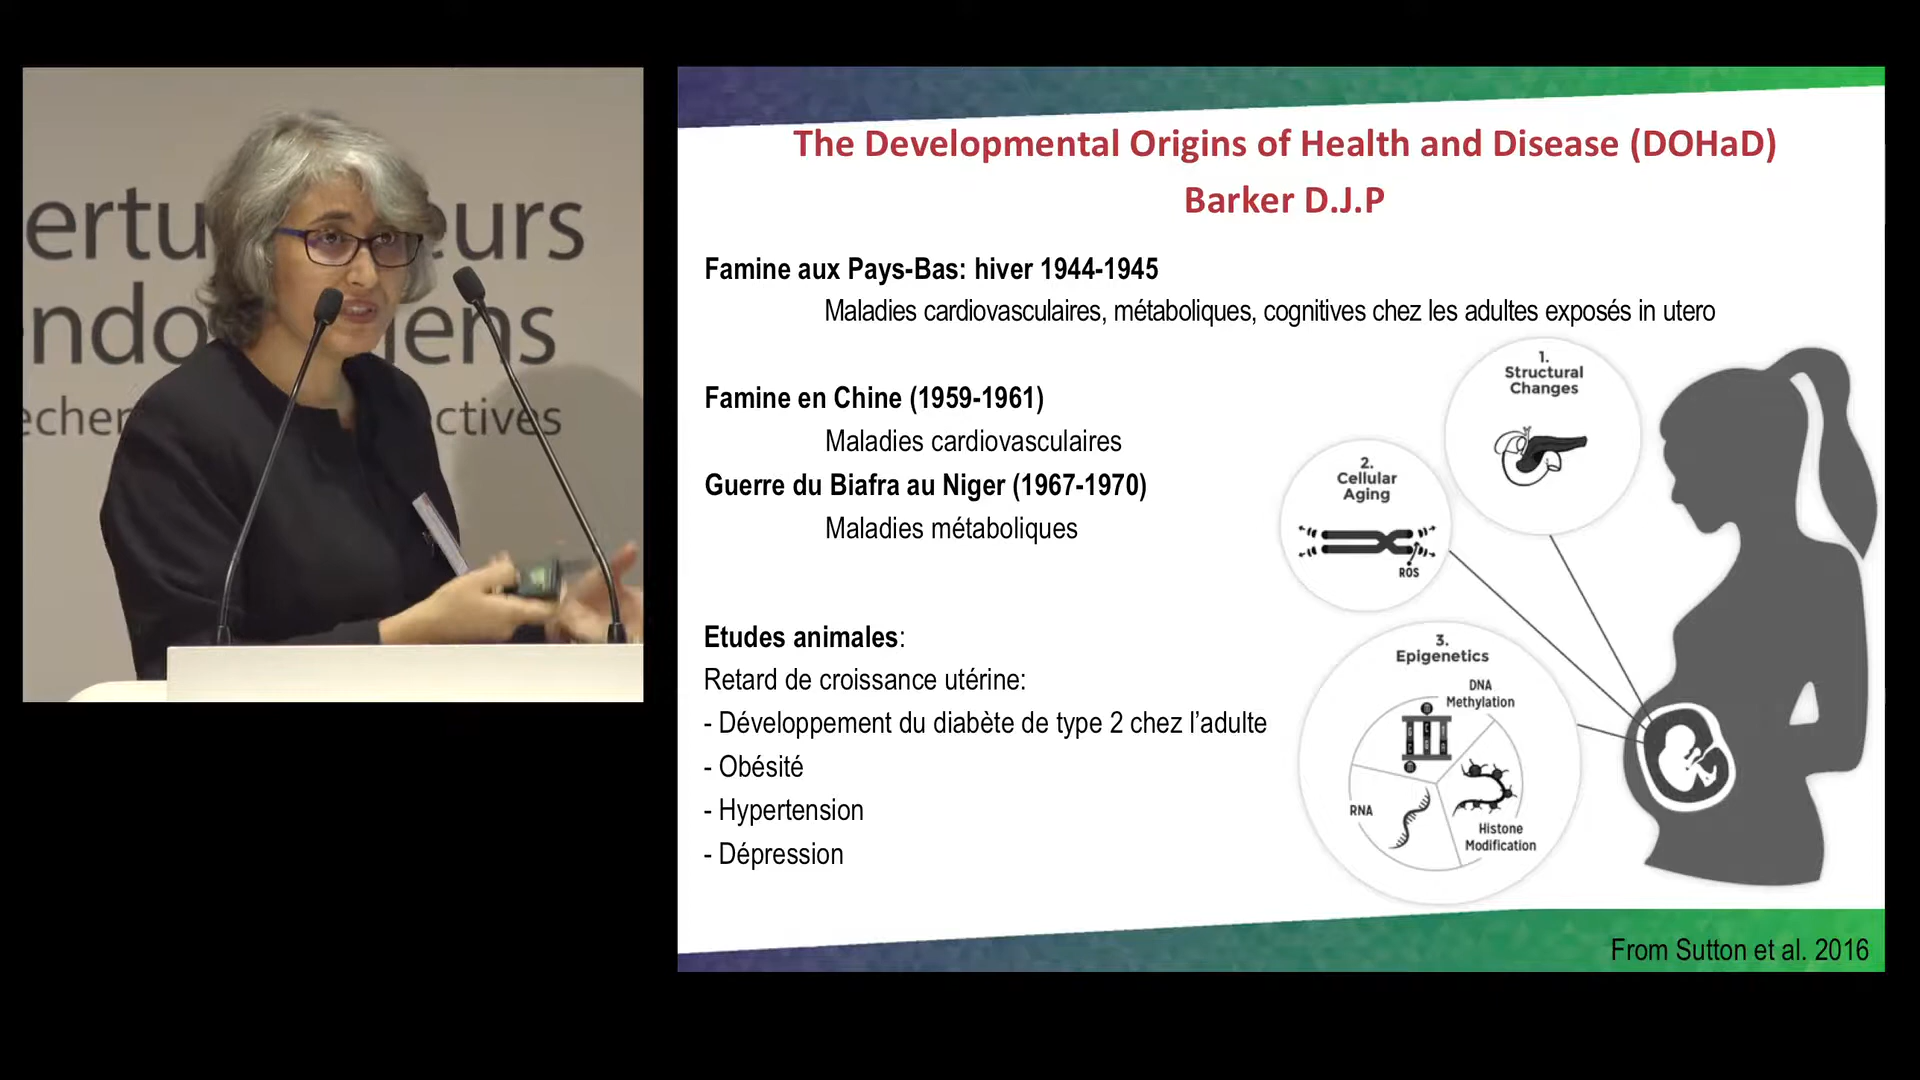 ertu eurs
ndo iens
echer ctives
The Developmental Origins of Health and Disease (DOHaD)
Barker D.J.P
Famine aux Pays-Bas: hiver 1944-1945
Maladies cardiovasculaires, métaboliques, cognitives chez les adultes exposés in utero
Famine en Chine (1959-1961)
Maladies cardiovasculaires
Guerre du Biafra au Niger (1967-1970)
Maladies métaboliques
Etudes animales:
Retard de croissance utérine:
- Développement du diabète de type 2 chez l’adulte
- Obésité
- Hypertension
- Dépression
1.
Structural
Changes
2.
Cellular
Aging
ROS
3.
Epigenetics
DNA
Methylation
RNA
Histone
Modification
From Sutton et al. 2016